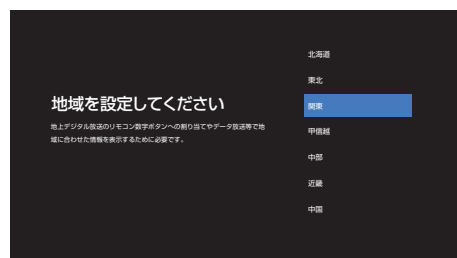 地域を設定してください
地上デジタル放送のリモコン数字ボタンへの割り当てやデータ放送等で地
域に合わせた情報を表示するために必要です。
北海道
東北
関東
甲信越
中部
近畿
中国